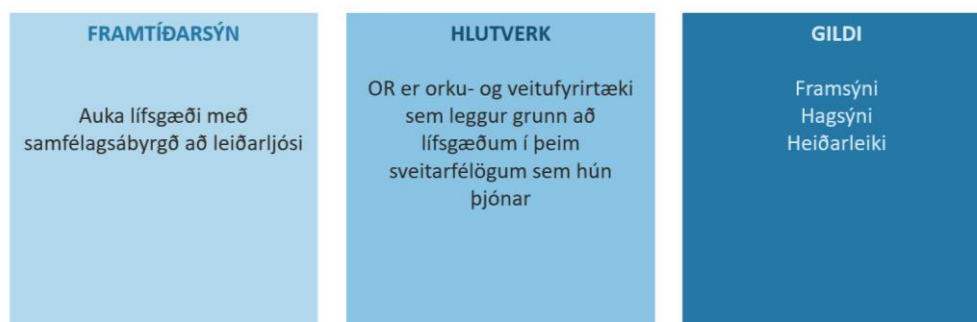 FRAMTÍÐARSÝN
Auka lífsgæði með
samfélagsábyrgð að leiðarljósi
HLUTVERK
OR er orku- og veitufyrirtæki
sem leggur grunn að
lífsgæðum í þeim
sveitarfélögum sem hún
þjónar
GILDI
Framsýni
Hagsýni
Heiðarleiki